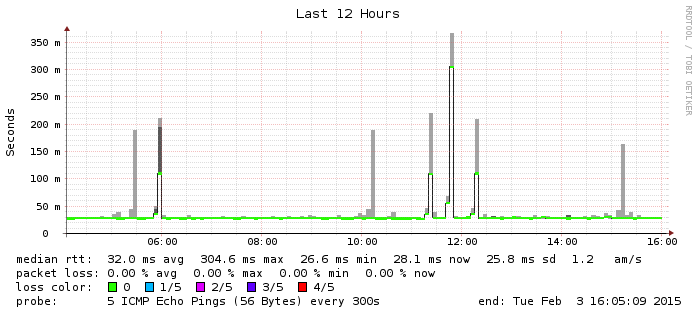 Last 12 Hours
RRDTOOL / TOBI OETIKER
Seconds
350 m
300 m
250 m
200 m
150 m
100 m
50 m
0
06:00 08:00 10:00 12:00 14:00 16:00
median rtt: 32.0 ms avg 304.6 ms max 26.6 ms min 28.1 ms now 25.8 ms sd 1.2 am/s
packet loss: 0.00 % avg 0.00 % max 0.00 % min 0.00 % now
loss color: 0 1/5 2/5 3/5 4/5
probe: 5 ICMP Echo Pings (56 Bytes) every 300s end: Tue Feb 3 16:05:09 2015